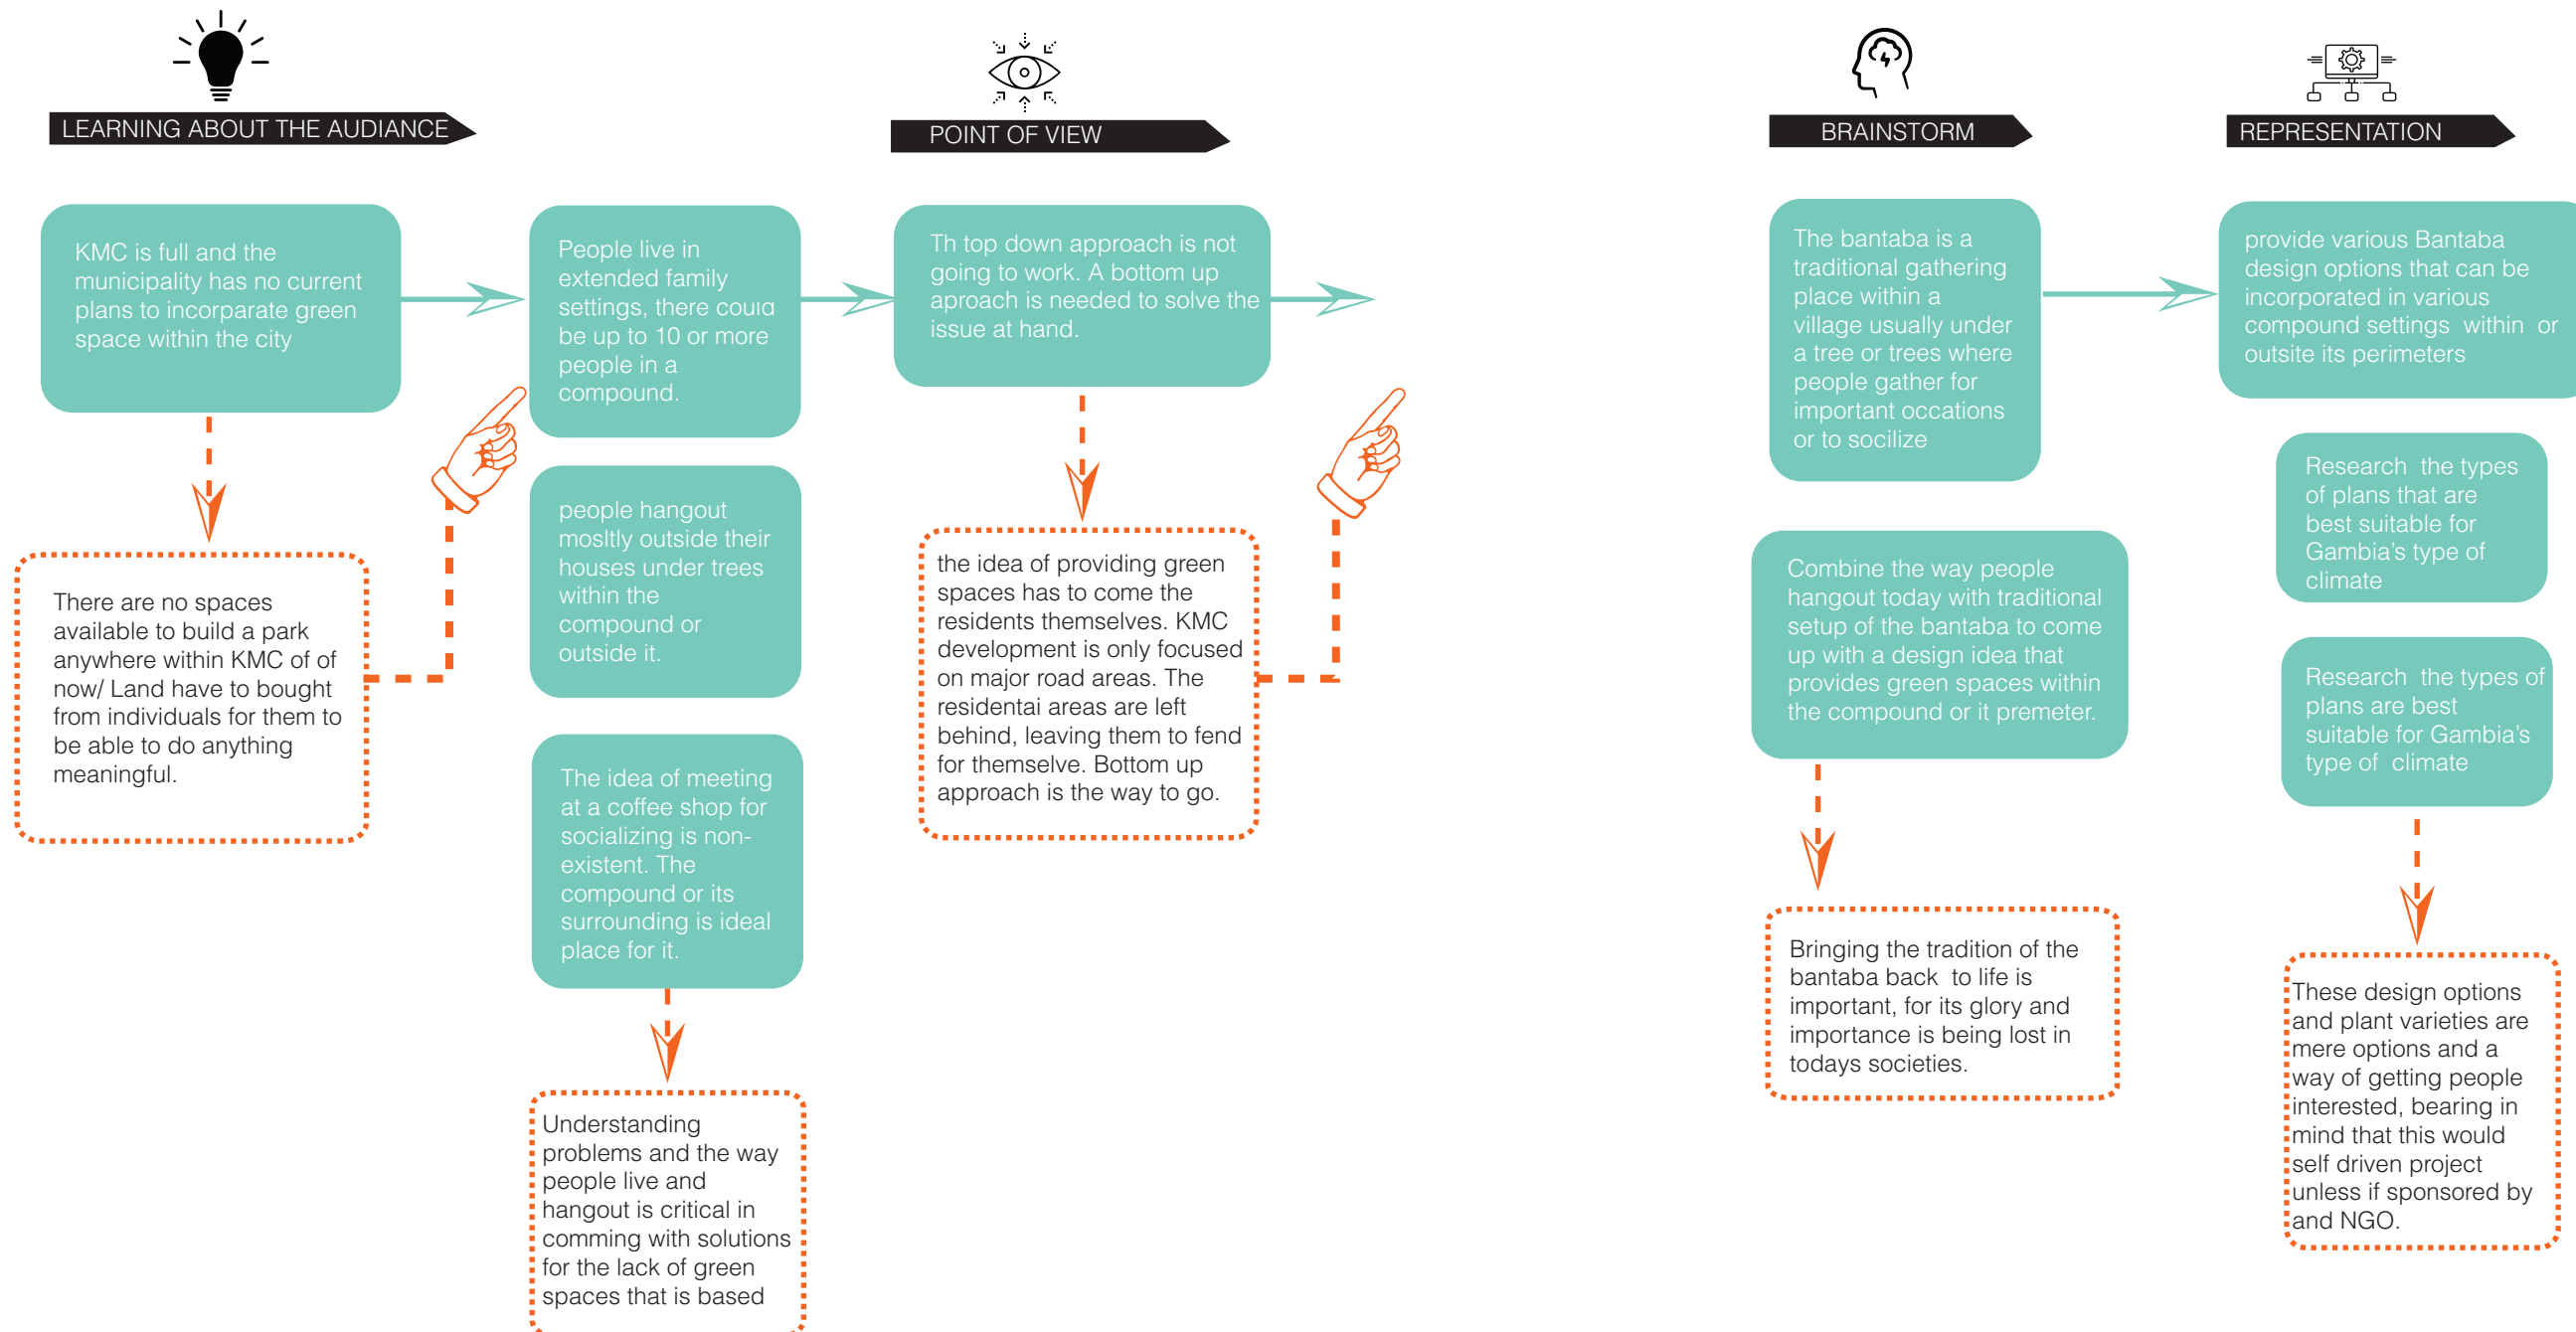 LEARNING ABOUT THE AUDIANCE
KMC is full and the
municipality has no current
plans to incorparate green
space within the city
There are no spaces
available to build a park
anywhere within KMC of of
now/ Land have to bought
from individuals for them to
be able to do anything
meaningful.
People live in
extended family
settings, there could
be up to 10 or more
people in a
compound.
people hangout
mosltly outside their
houses under trees
within the
compound or
outside it.
The idea of meeting
at a coffee shop for
socializing is non-
existent. The
compound or its
surrounding is ideal
place for it.
Understanding
problems and the way
people live and
hangout is critical in
comming with solutions
for the lack of green
spaces that is based
POINT OF VIEW
Th top down approach is not
going to work. A bottom up
aproach is needed to solve the
issue at hand.
the idea of providing green
spaces has to come the
residents themselves. KMC
development is only focused
on major road areas. The
residentai areas are left
behind, leaving them to fend
for themselve. Bottom up
approach is the way to go.
BRAINSTORM
The bantaba is a
traditional gathering
place within a
village usually under
a tree or trees where
people gather for
important occations
or to socilize
Combine the way people
hangout today with traditional
setup of the bantaba to come
up with a design idea that
provides green spaces within
the compound or it premeter.
Bringing the tradition of the
bantaba back to life is
important, for its glory and
importance is being lost in
todays societies.
REPRESENTATION
provide various Bantaba
design options that can be
incorporated in various
compound settings within or
outsite its perimeters
Research the types
of plans that are
best suitable for
Gambia's type of
climate
Research the types of
plans are best
suitable for Gambia's
type of climate
These design options
and plant varieties are
mere options and a
way of getting people
interested, bearing in
mind that this would
self driven project
unless if sponsored by
and NGO.